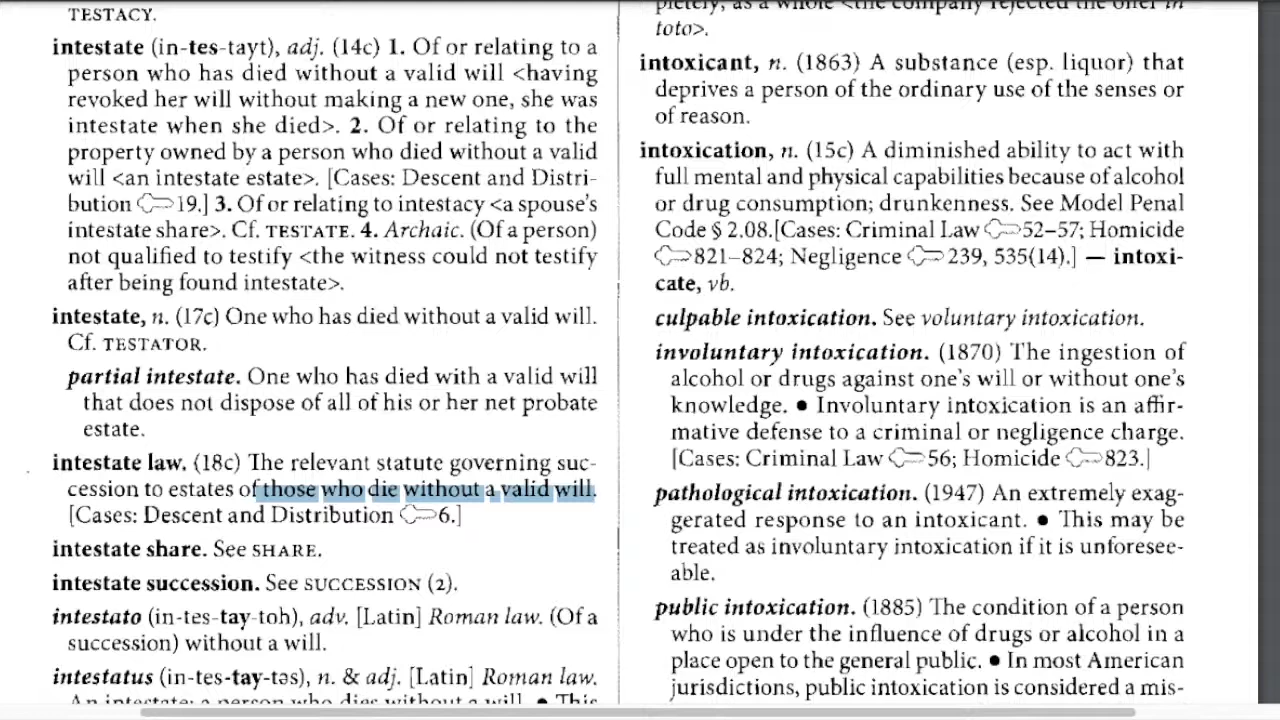 TESTACY.
intestate (in-tes-tayt), adj. (14c) 1. Of or relating to a
person who has died without a valid will <having
revoked her will without making a new one, she was
intestate when she died>. 2. Of or relating to the
property owned by a person who died without a valid
will <an intestate estate>. [Cases: Descent and Distri-
bution 19.] 3. Of or relating to intestacy <a spouse's
intestate share>. Cf. TESTATE. 4. Archaic. (Of a person)
not qualified to testify <the witness could not testify
after being found intestate>.
intestate, n. (17c) One who has died without a valid will.
Cf. TESTATOR.
partial intestate. One who has died with a valid will
that does not dispose of all of his or her net probate
estate.
intestate law. (18c) The relevant statute governing suc-
cession to estates of those who die without a valid will.
[Cases: Descent and Distribution 6.]
intestate share. See SHARE.
intestate succession. See SUCCESSION (2).
intestato (in-tes-tay-toh), adv. [Latin] Roman law. (Of a
succession) without a will.
intestatus (in-tes-tay-təs), n. & adj. [Latin] Roman law.
An intestate; a person who dies without a will. • This
pletely, as a whole <the company rejected the offer in
toto>.
intoxicant, n. (1863) A substance (esp. liquor) that
deprives a person of the ordinary use of the senses or
of reason.
intoxication, n. (15c) A diminished ability to act with
full mental and physical capabilities because of alcohol
or drug consumption; drunkenness. See Model Penal
Code § 2.08.[Cases: Criminal Law 52–57; Homicide
821–824; Negligence 239, 535(14).] — intoxi-
cate, vb.
culpable intoxication. See voluntary intoxication.
involuntary intoxication. (1870) The ingestion of
alcohol or drugs against one's will or without one's
knowledge. • Involuntary intoxication is an affir-
mative defense to a criminal or negligence charge.
[Cases: Criminal Law 56; Homicide 823.]
pathological intoxication. (1947) An extremely exag-
gerated response to an intoxicant. • This may be
treated as involuntary intoxication if it is unforesee-
able.
public intoxication. (1885) The condition of a person
who is under the influence of drugs or alcohol in a
place open to the general public. • In most American
jurisdictions, public intoxication is considered a mis-